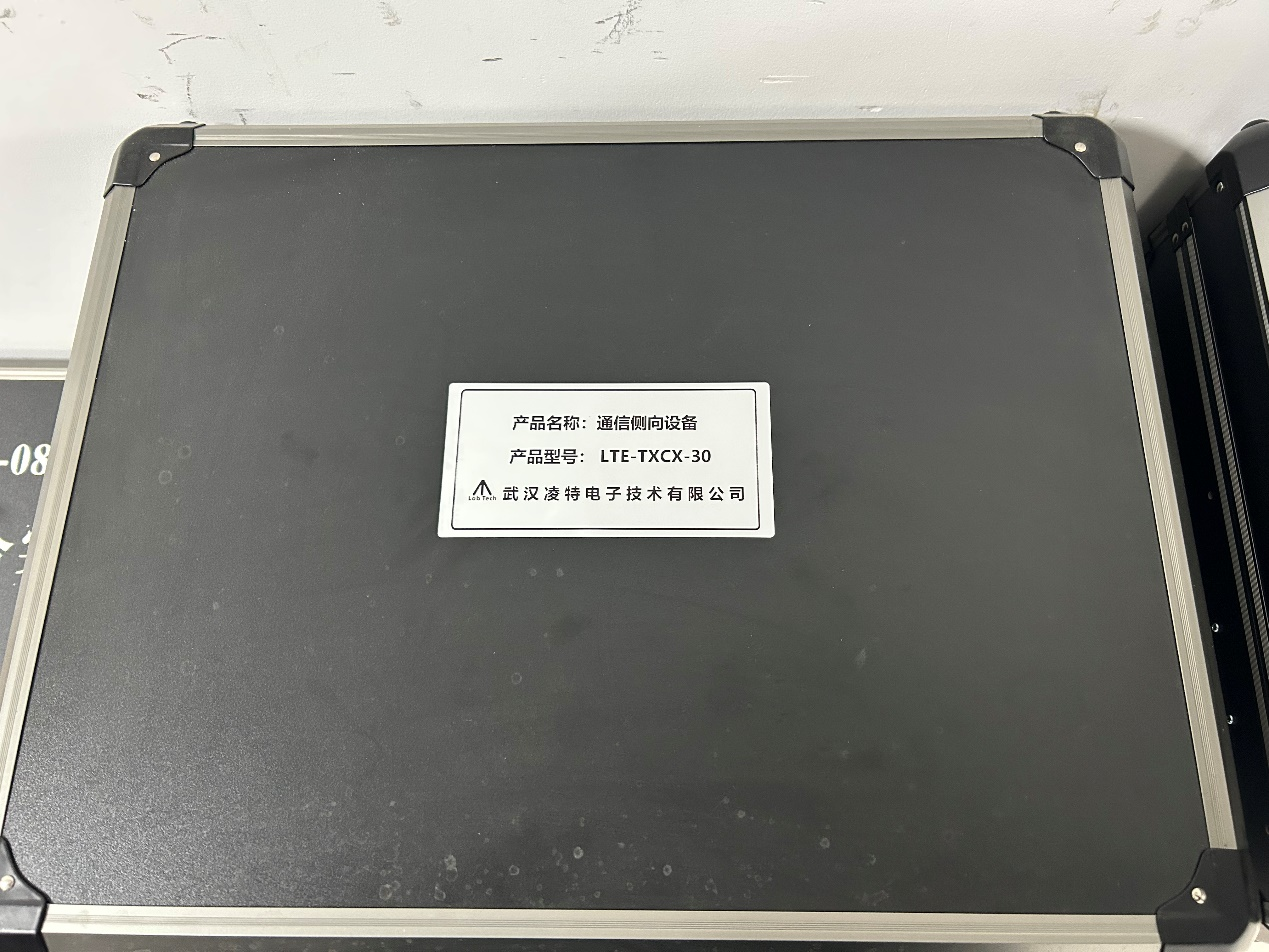 产品名称：通信侧向设备
产品型号： LTE-TXCX-30
Lab Tech 武汉凌特电子技术有限公司
-08